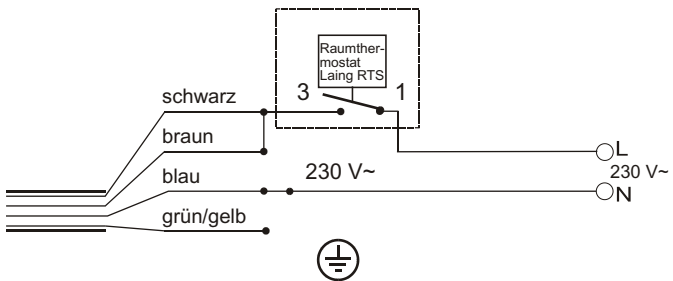 Raumther-
mostat
Laing RTS
3
1
schwarz
braun
L
blau
230 V~
230 V~
N
grün/gelb